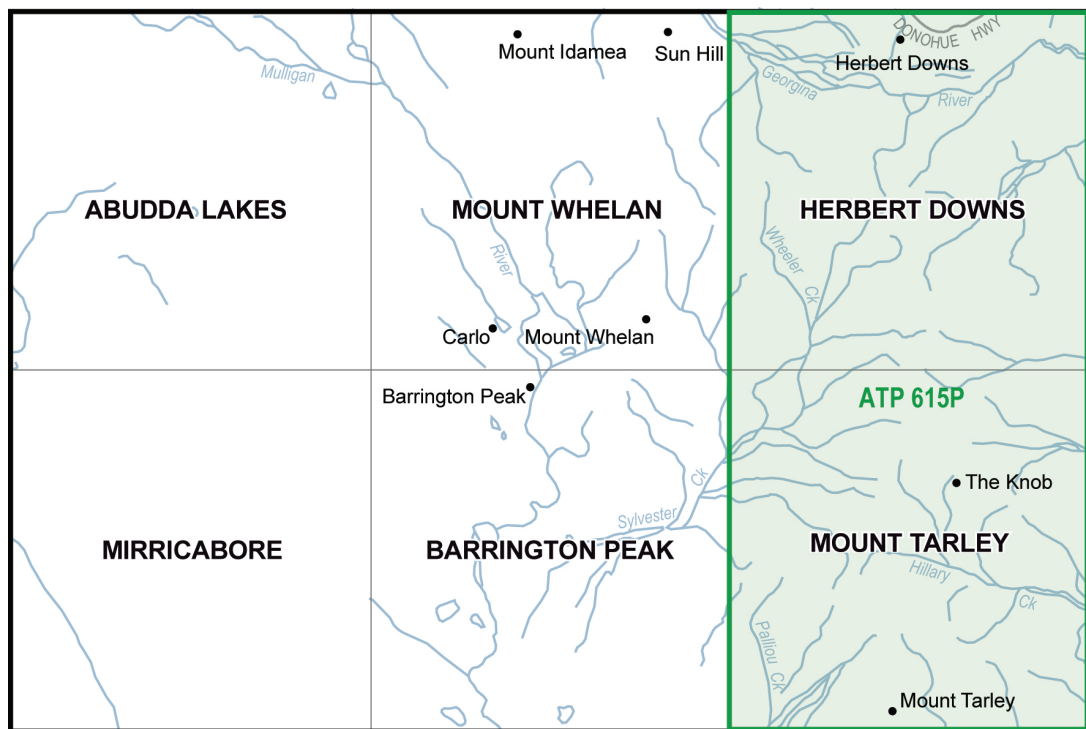 DONOHUE HWY
Mount Idamea
Sun Hill
Herbert Downs
Mulligan
Georgina
River
ABUDDA LAKES
MOUNT WHELAN
HERBERT DOWNS
River
Wheeler
Ck
Carlo
Mount Whelan
Barrington Peak
ATP 615P
Ck
The Knob
Sylvester
MIRRICABORE
BARRINGTON PEAK
MOUNT TARLEY
Hillary
Ck
Palliou Ck
Mount Tarley